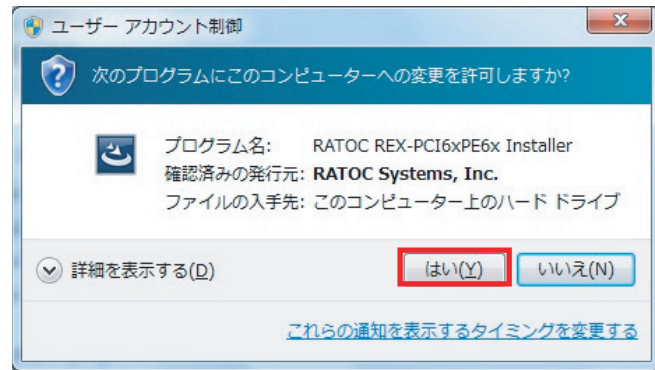 ユーザー アカウント制御
次のプログラムにこのコンピューターへの変更を許可しますか?
プログラム名: RATOC REX-PCI6xPE6x Installer
確認済みの発行元: RATOC Systems, Inc.
ファイルの入手先: このコンピューター上のハード ドライブ
詳細を表示する(D) はい(Y) いいえ(N)
これらの通知を表示するタイミングを変更する